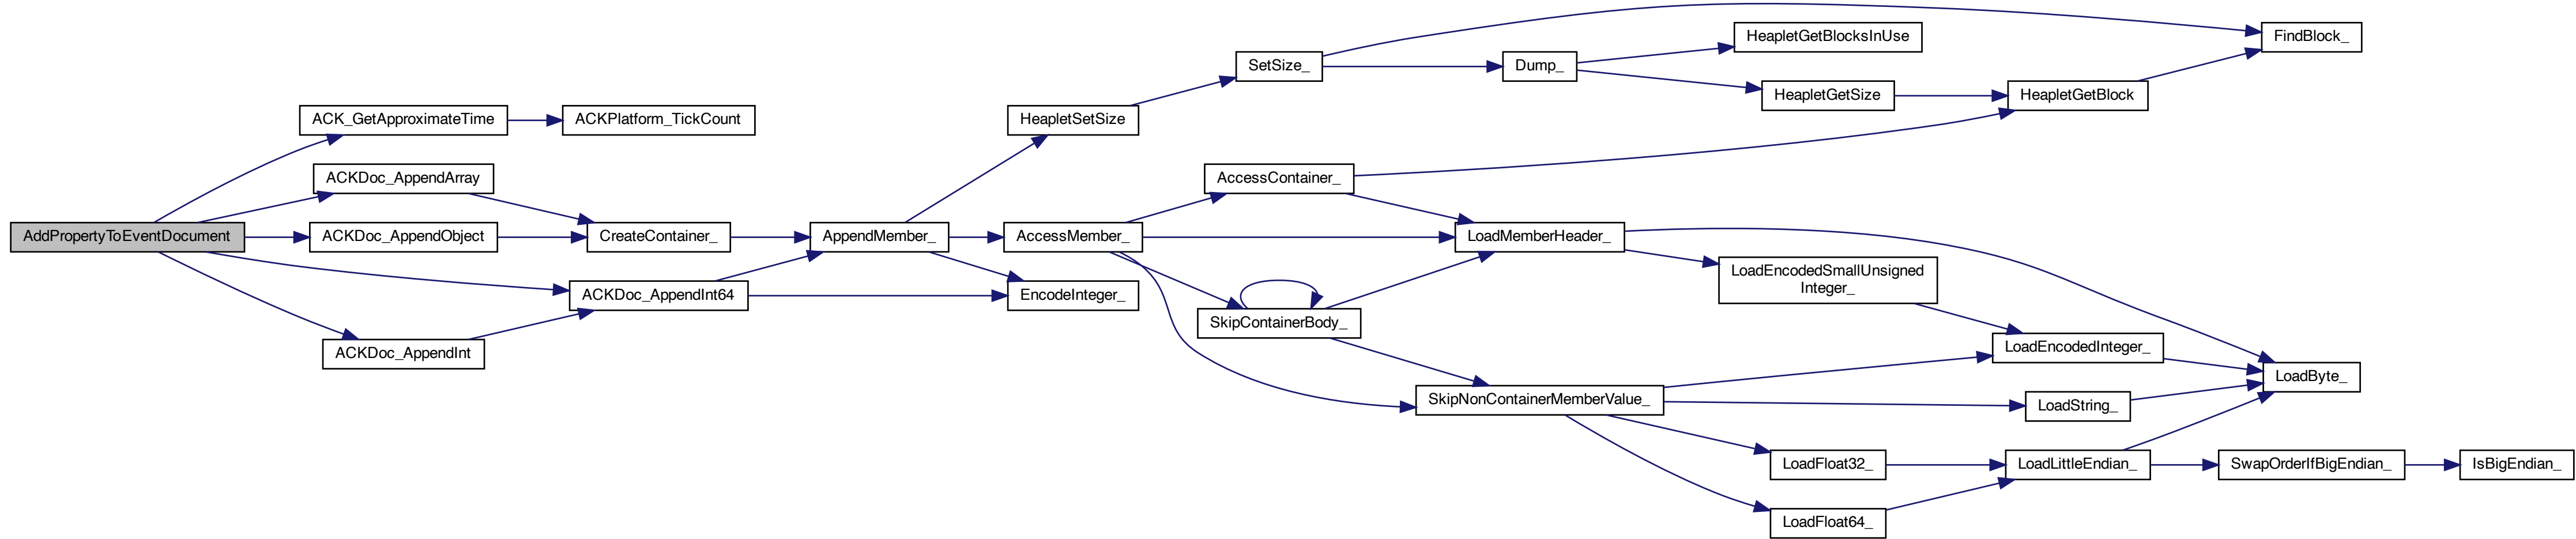 AddPropertyToEventDocument
ACK_GetApproximateTime
ACKPlatform_TickCount
ACKDoc_AppendArray
ACKDoc_AppendObject
CreateContainer_
ACKDoc_AppendInt64
ACKDoc_AppendInt
AppendMember_
HeapletSetSize
AccessMember_
EncodeInteger_
SetSize_
Dump_
HeapletGetBlocksInUse
HeapletGetSize
HeapletGetBlock
FindBlock_
AccessContainer_
LoadMemberHeader_
SkipContainerBody_
SkipNonContainerMemberValue_
LoadEncodedSmallUnsigned
Integer_
LoadEncodedInteger_
LoadByte_
LoadString_
LoadFloat32_
LoadFloat64_
LoadLittleEndian_
SwapOrderIfBigEndian_
IsBigEndian_